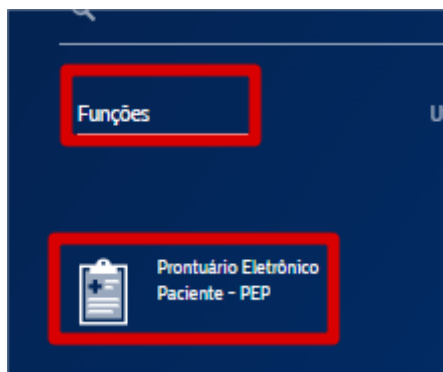 Funções
U
Prontuário Eletrônico
Paciente - PEP